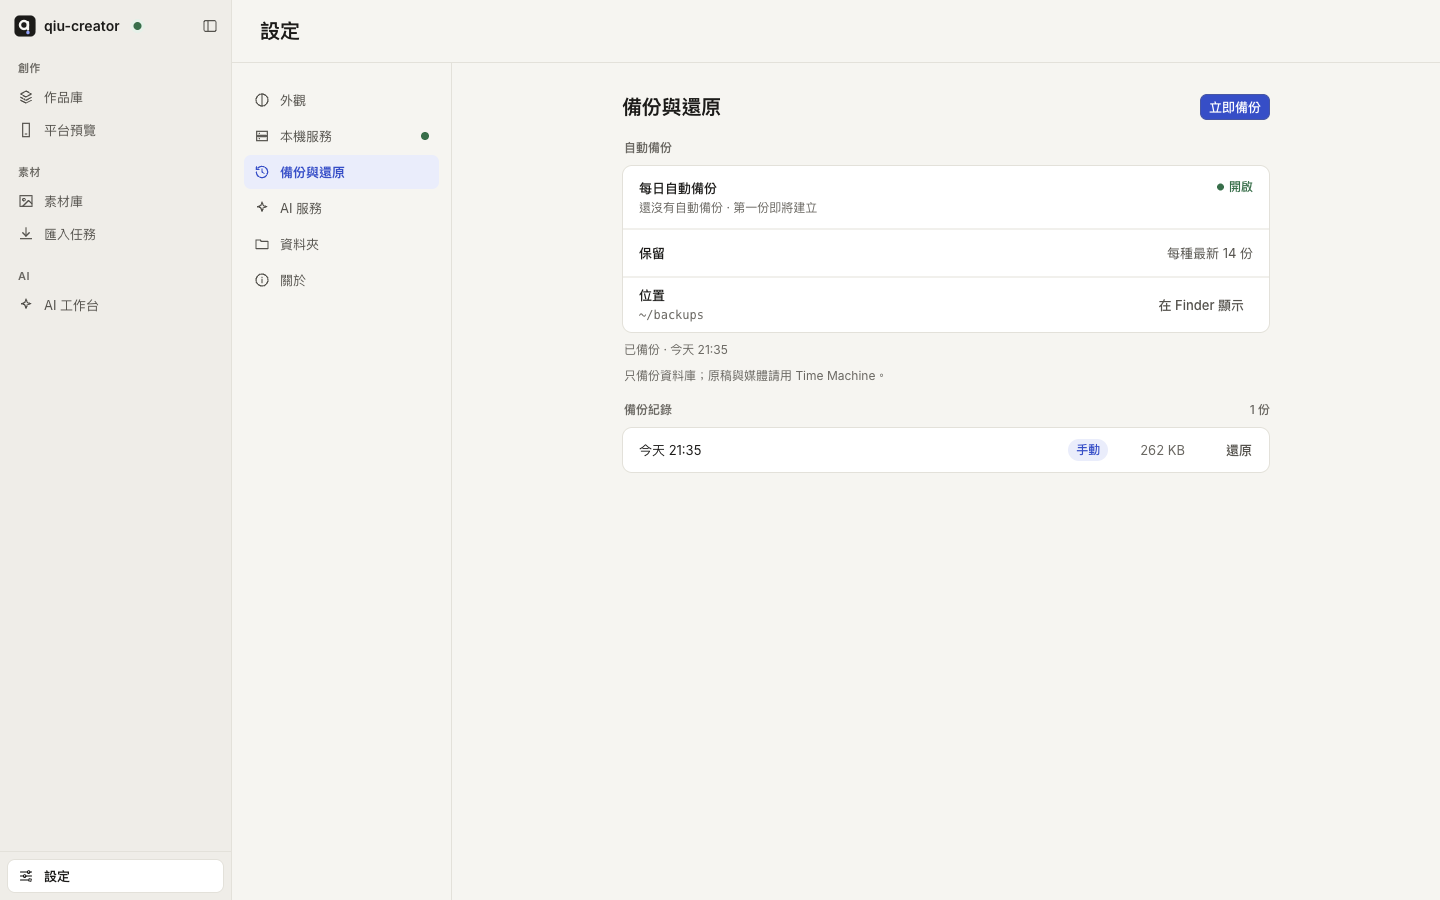 qiu-creator
創作
作品庫
平台預覽
素材
素材庫
匯入任務
AI
AI 工作台
設定
設定
外觀
本機服務
備份與還原
AI 服務
資料夾
關於
備份與還原
立即備份
自動備份
每日自動備份
開啟
還沒有自動備份 · 第一份即將建立
保留
每種最新 14 份
位置
~/backups
在 Finder 顯示
已備份 · 今天 21:35
只備份資料庫；原稿與媒體請用 Time Machine。
備份紀錄
1 份
今天 21:35
手動
262 KB
還原